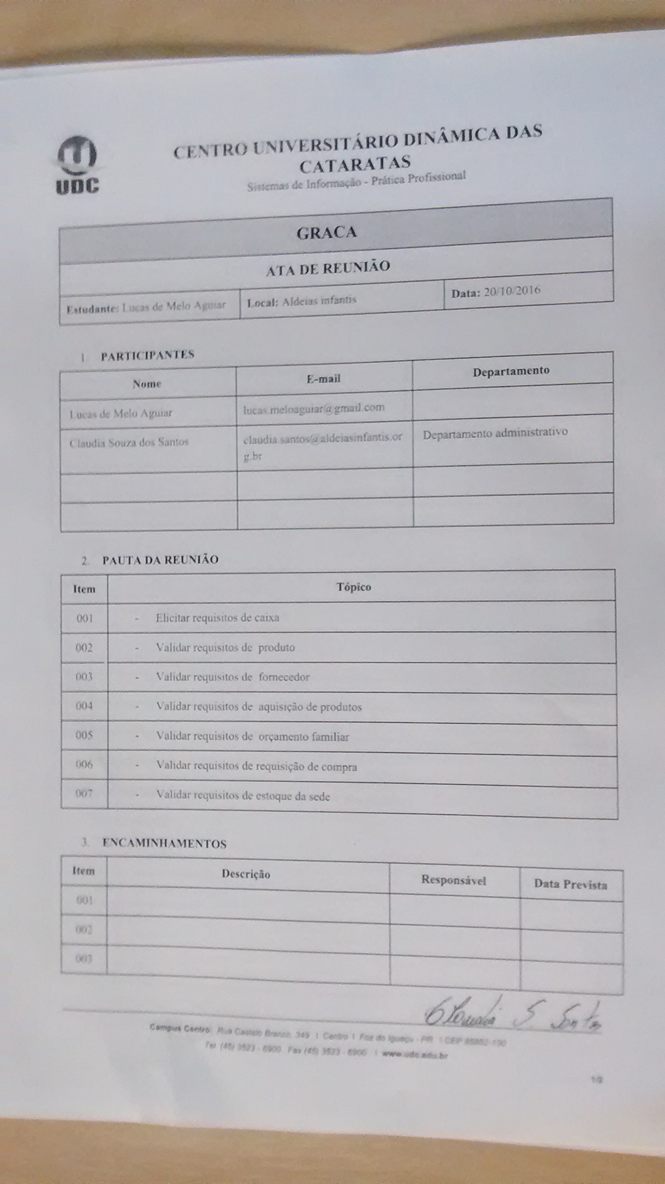 UDC
CENTRO UNIVERSITÁRIO DINÂMICA DAS
CATARATAS
Sistemas de Informação - Prática Profissional
GRACA
ATA DE REUNIÃO
Estudante: Lucas de Melo Aguiar Local: Aldeias infantis Data: 20/10/2016
1. PARTICIPANTES
Nome E-mail Departamento
Lucas de Melo Aguiar lucas.meloaguiar@gmail.com
Claudia Souza dos Santos claudia.santos@aldeiasinfantis.or Departamento administrativo
g.br
2. PAUTA DA REUNIÃO
Item Tópico
001 - Elicitar requisitos de caixa
002 - Validar requisitos de produto
003 - Validar requisitos de fornecedor
004 - Validar requisitos de aquisição de produtos
005 - Validar requisitos de orçamento familiar
006 - Validar requisitos de requisição de compra
007 - Validar requisitos de estoque da sede
3. ENCAMINHAMENTOS
Item Descrição Responsável Data Prevista
001
002
003
Claudia S Santos
Campus Centro: Rua Castelo Branco, 349 | Centro | Foz do Iguaçu - PR | CEP 85852-190
Tel (45) 3523 - 6900 Fax (45) 3523 - 6900 | www.udc.edu.br
1/2